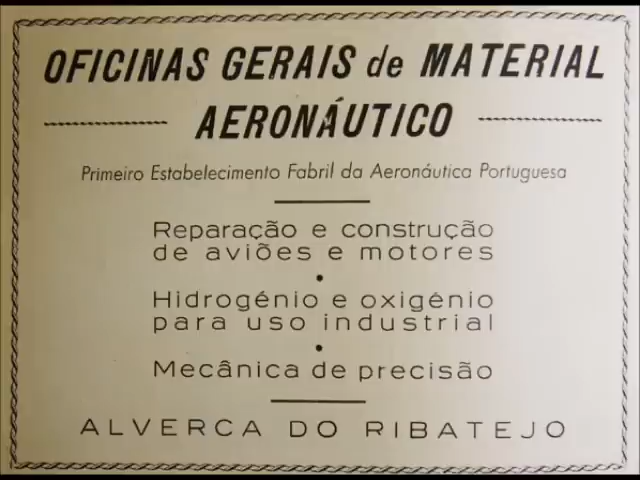 OFICINAS GERAIS de MATERIAL
AERONÁUTICO
Primeiro Estabelecimento Fabril da Aeronáutica Portuguesa
Reparação e construção
de aviões e motores
Hidrogénio e oxigénio
para uso industrial
Mecânica de precisão
ALVERCA DO RIBATEJO